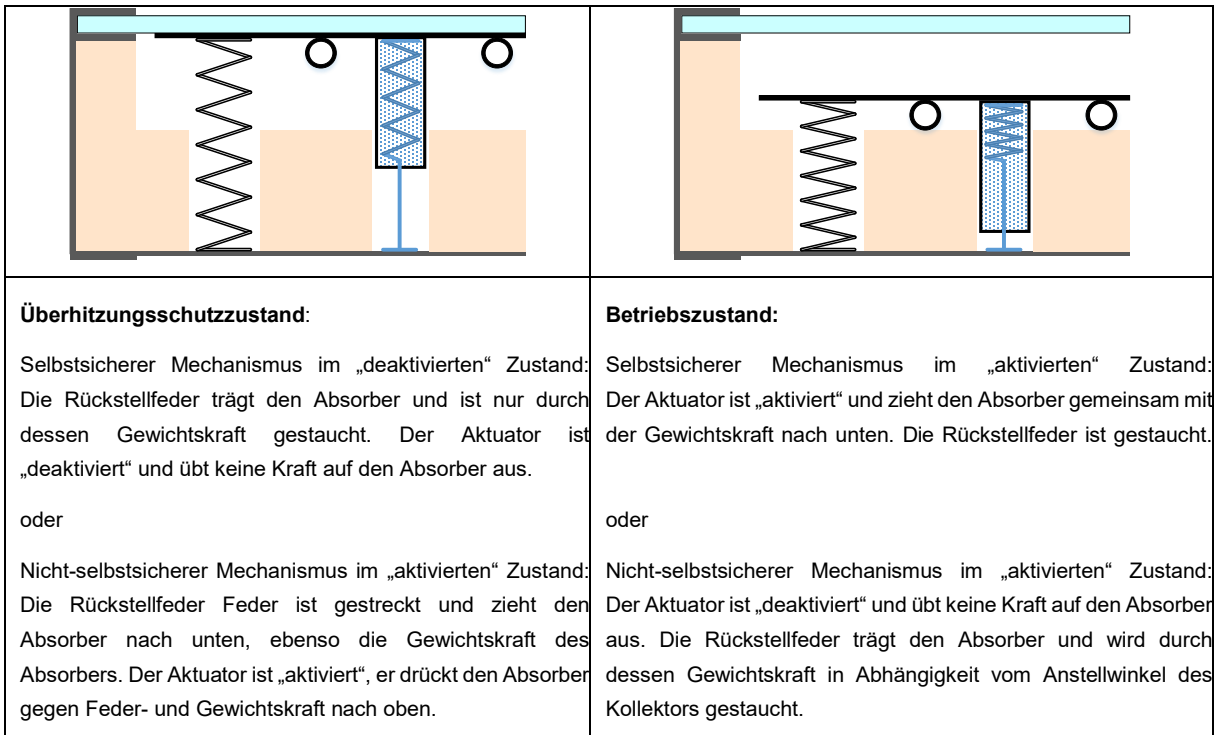 Überhitzungsschutzzustand:
Selbstsicherer Mechanismus im „deaktivierten“ Zustand:
Die Rückstellfeder trägt den Absorber und ist nur durch
dessen Gewichtskraft gestaucht. Der Aktuator ist
„deaktiviert“ und übt keine Kraft auf den Absorber aus.
oder
Nicht-selbstsicherer Mechanismus im „aktivierten“ Zustand:
Die Rückstellfeder Feder ist gestreckt und zieht den
Absorber nach unten, ebenso die Gewichtskraft des
Absorbers. Der Aktuator ist „aktiviert“, er drückt den Absorber
gegen Feder- und Gewichtskraft nach oben.
Betriebszustand:
Selbstsicherer Mechanismus im „aktivierten“ Zustand:
Der Aktuator ist „aktiviert“ und zieht den Absorber gemeinsam mit
der Gewichtskraft nach unten. Die Rückstellfeder ist gestaucht.
oder
Nicht-selbstsicherer Mechanismus im „aktivierten“ Zustand:
Der Aktuator ist „deaktiviert“ und übt keine Kraft auf den Absorber
aus. Die Rückstellfeder trägt den Absorber und wird durch
dessen Gewichtskraft in Abhängigkeit vom Anstellwinkel des
Kollektors gestaucht.